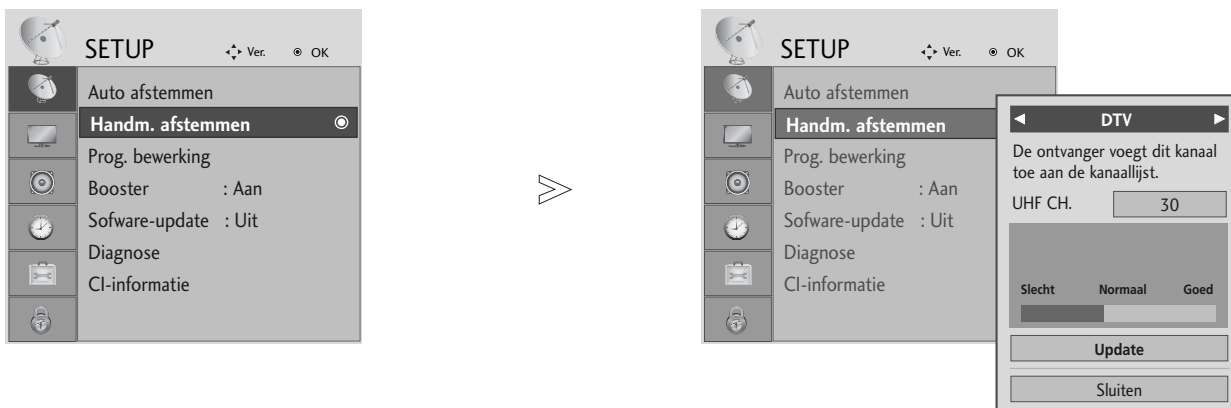 SETUP Ver. OK
Auto afstemmen
Handm. afstemmen
Prog. bewerking
Booster : Aan
Sofware-update : Uit
Diagnose
CI-informatie
SETUP Ver. OK
Auto afstemmen
Handm. afstemmen
Prog. bewerking
Booster : Aan
Sofware-update : Uit
Diagnose
CI-informatie
DTV
De ontvanger voegt dit kanaal
toe aan de kanaallijst.
UHF CH. 30
Slecht Normaal Goed
Update
Sluiten